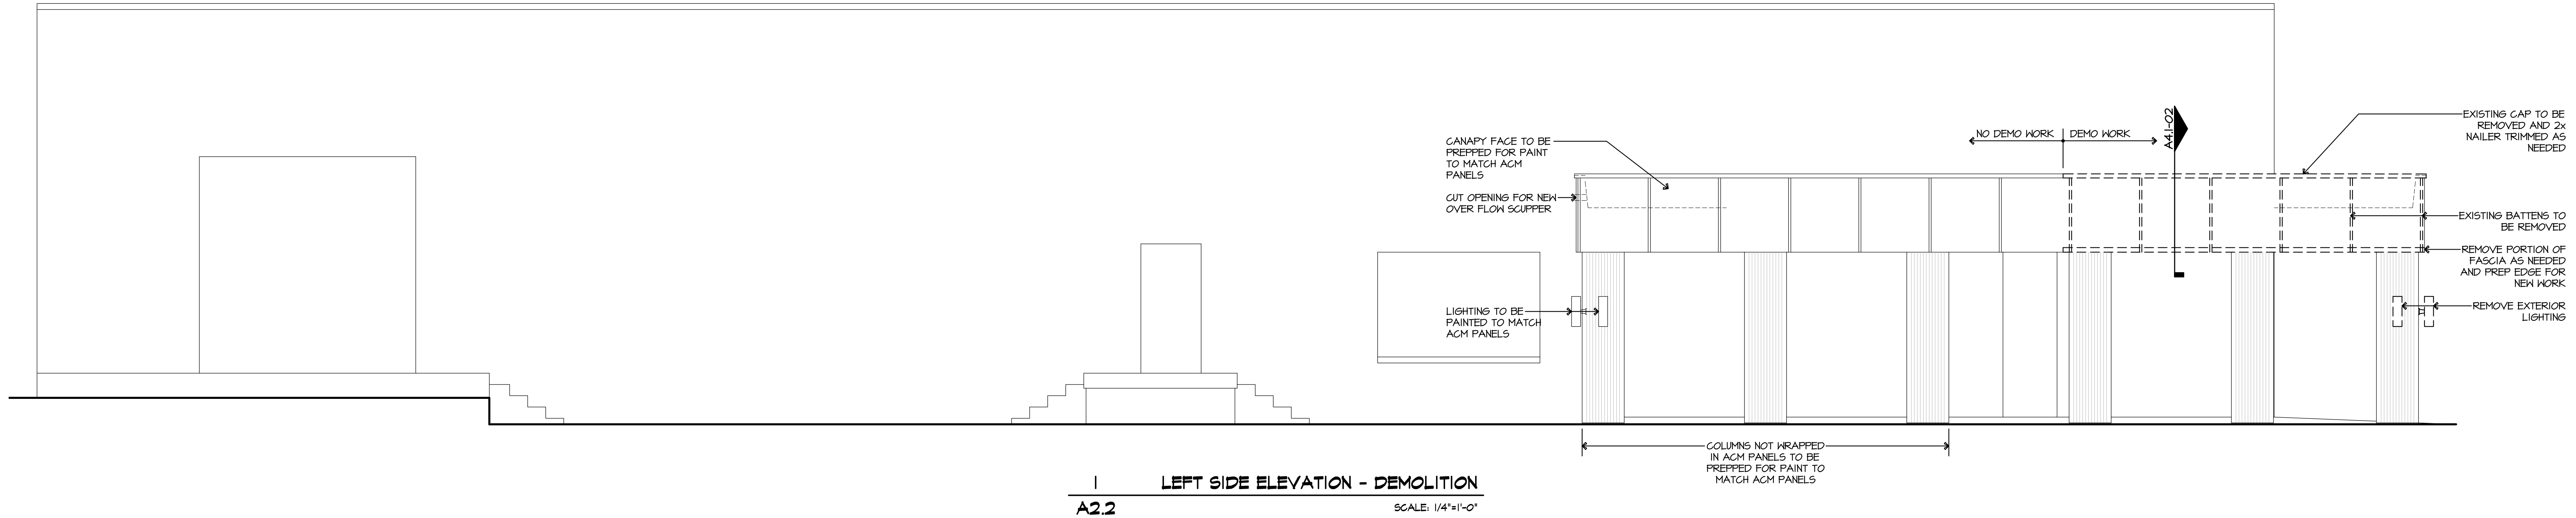 CANAPY FACE TO BE
PREPPED FOR PAINT
TO MATCH ACM
PANELS
CUT OPENING FOR NEW
OVER FLOW SCUPPER
LIGHTING TO BE
PAINTED TO MATCH
ACM PANELS
NO DEMO WORK
DEMO WORK
A4.1-02
EXISTING CAP TO BE
REMOVED AND 2x
NAILER TRIMMED AS
NEEDED
EXISTING BATTENS TO
BE REMOVED
REMOVE PORTION OF
FASCIA AS NEEDED
AND PREP EDGE FOR
NEW WORK
REMOVE EXTERIOR
LIGHTING
COLUMNS NOT WRAPPED
IN ACM PANELS TO BE
PREPPED FOR PAINT TO
MATCH ACM PANELS
1 LEFT SIDE ELEVATION - DEMOLITION
A2.2 SCALE: 1/4"=1'-0"